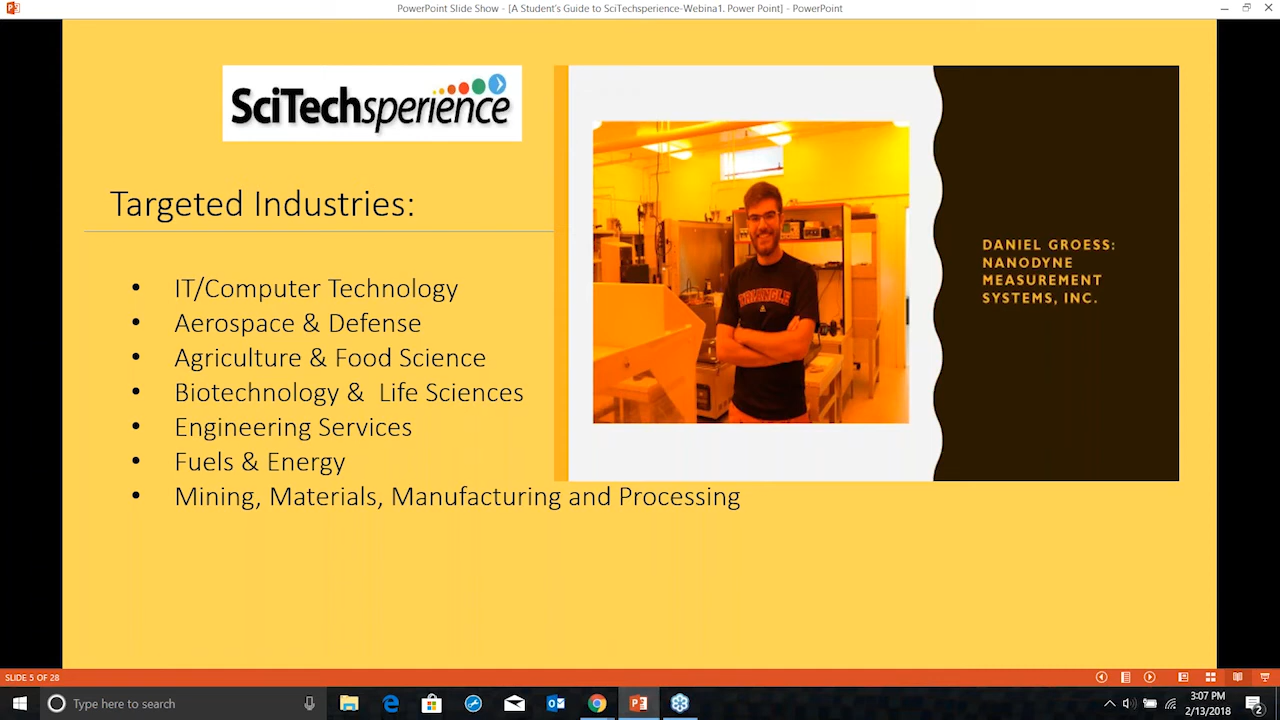 PowerPoint Slide Show - [A Student's Guide to SciTechsperience-Webina1. Power Point] - PowerPoint
SciTechsperience
Targeted Industries:
• IT/Computer Technology
• Aerospace & Defense
• Agriculture & Food Science
• Biotechnology & Life Sciences
• Engineering Services
• Fuels & Energy
• Mining, Materials, Manufacturing and Processing
TRIANGLE
DANIEL GROESS:
NANODYNE
MEASUREMENT
SYSTEMS, INC.
SLIDE 5 OF 28
Type here to search
3:07 PM
2/13/2018
2